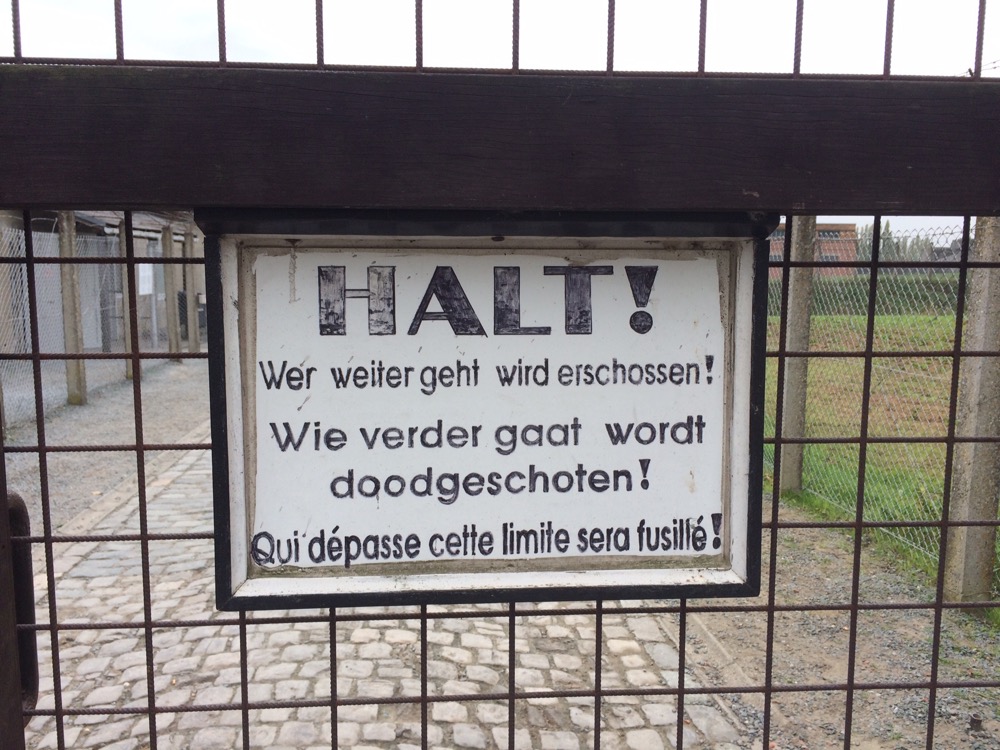 HALT!
Wer weiter geht wird erschossen!
Wie verder gaat wordt
doodgeschoten!
Qui dépasse cette limite sera fusillé!